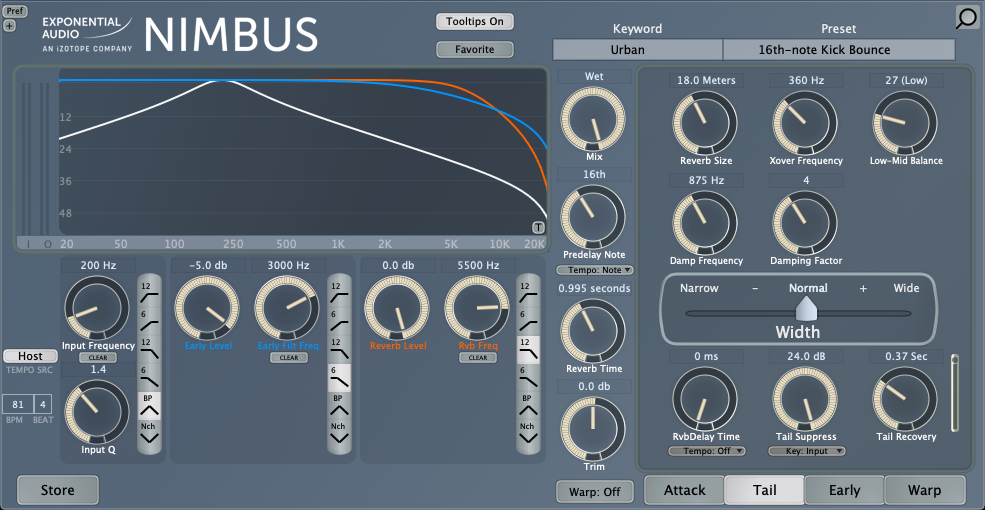 Pref
+
EXPONENTIAL
AUDIO
AN iZOTOPE COMPANY
NIMBUS
Tooltips On
Favorite
Keyword
Preset
Urban
16th-note Kick Bounce
12
24
36
48
T
I O 20 50 100 250 500 1K 2K 5K 10K 20K
Wet
Mix
16th
Predelay Note
Tempo: Note
0.995 seconds
Reverb Time
0.0 db
Trim
Warp: Off
18.0 Meters
360 Hz
27 (Low)
Reverb Size
Xover Frequency
Low-Mid Balance
875 Hz
4
Damp Frequency
Damping Factor
Narrow - Normal + Wide
Width
0 ms
24.0 dB
0.37 Sec
RvbDelay Time
Tail Suppress
Tail Recovery
Tempo: Off
Key: Input
200 Hz
Input Frequency
CLEAR
1.4
Input Q
12
6
12
6
BP
Nch
-5.0 db
3000 Hz
Early Level
Early Filt Freq
CLEAR
12
6
12
6
BP
Nch
0.0 db
5500 Hz
Reverb Level
Rvb Freq
CLEAR
12
6
12
6
BP
Nch
Host
TEMPO SRC
81 4
BPM BEAT
Store
Attack
Tail
Early
Warp